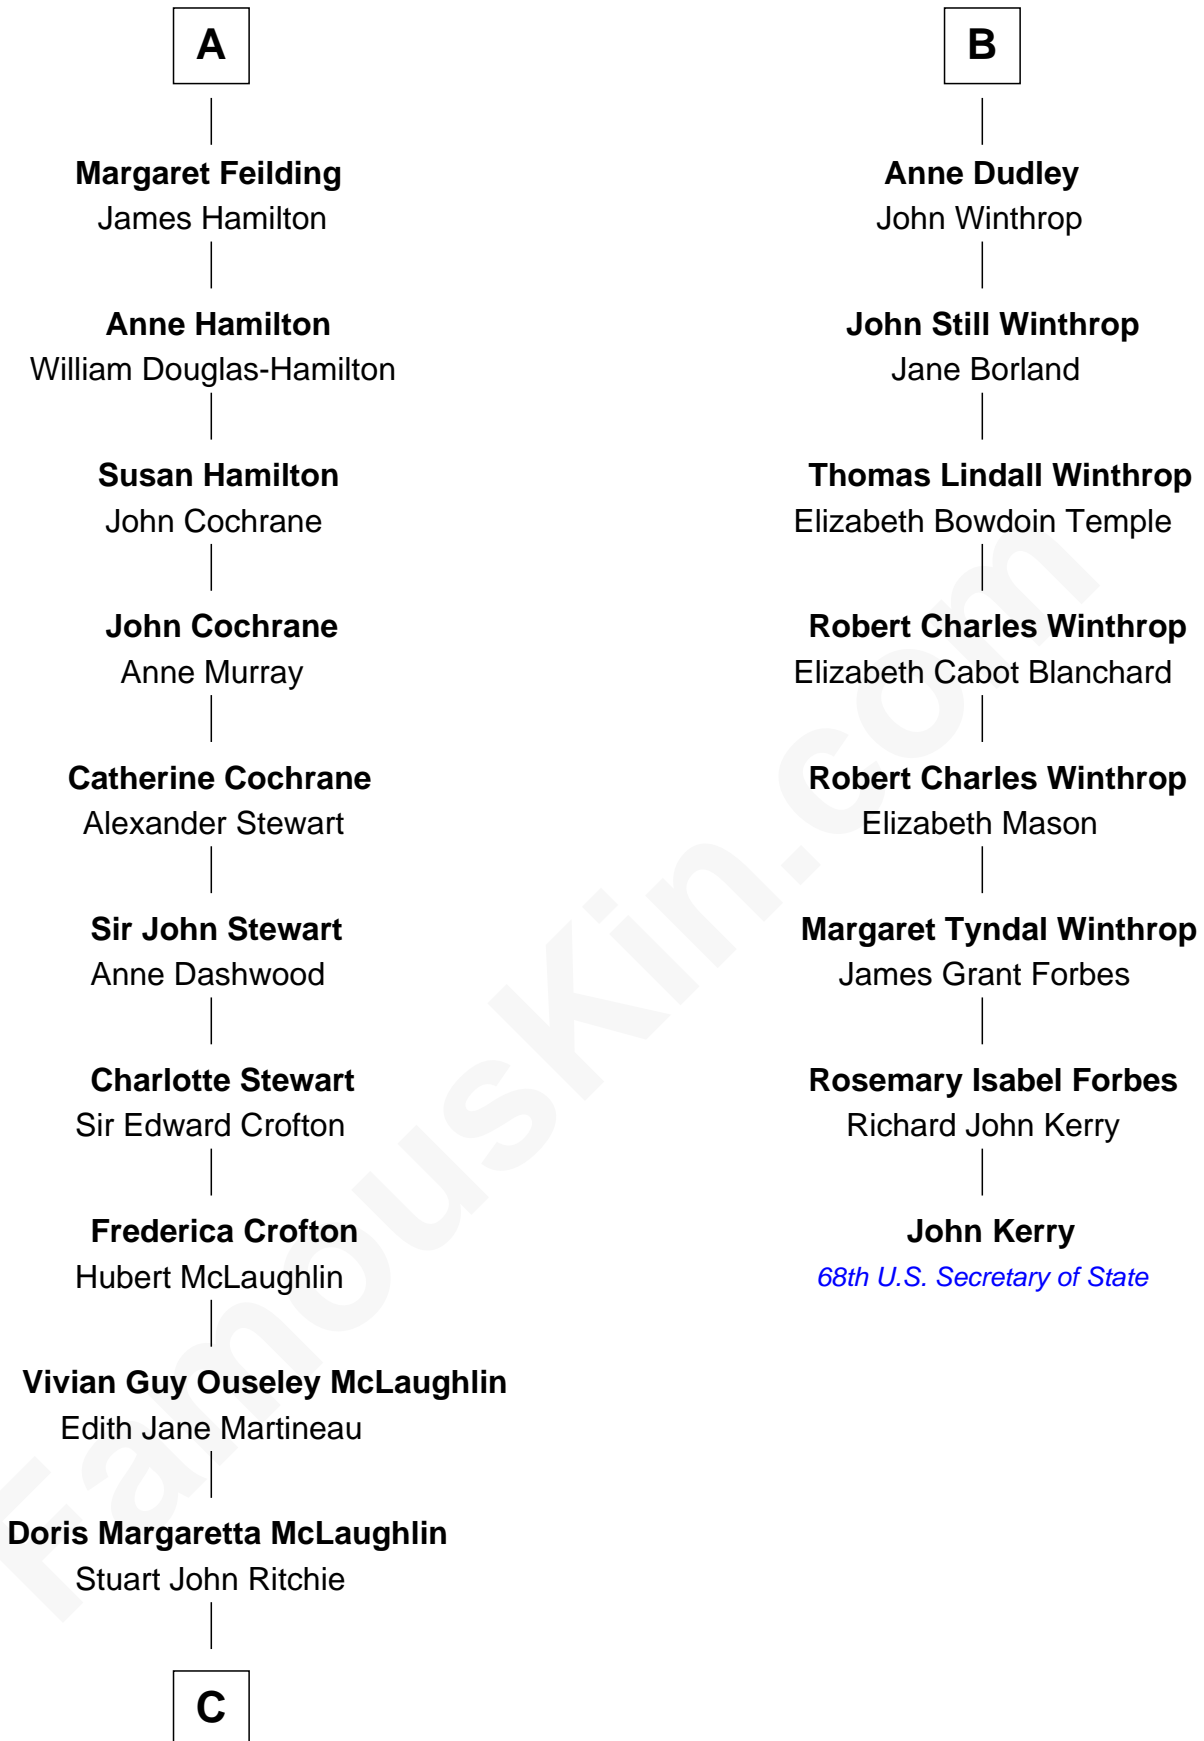 A
Margaret Feilding
James Hamilton
Anne Hamilton
William Douglas-Hamilton
Susan Hamilton
John Cochrane
John Cochrane
Anne Murray
Catherine Cochrane
Alexander Stewart
Sir John Stewart
Anne Dashwood
Charlotte Stewart
Sir Edward Crofton
Frederica Crofton
Hubert McLaughlin
Vivian Guy Ouseley McLaughlin
Edith Jane Martineau
Doris Margaretta McLaughlin
Stuart John Ritchie
C
B
Anne Dudley
John Winthrop
John Still Winthrop
Jane Borland
Thomas Lindall Winthrop
Elizabeth Bowdoin Temple
Robert Charles Winthrop
Elizabeth Cabot Blanchard
Robert Charles Winthrop
Elizabeth Mason
Margaret Tyndal Winthrop
James Grant Forbes
Rosemary Isabel Forbes
Richard John Kerry
John Kerry
68th U.S. Secretary of State
FamousKin.com